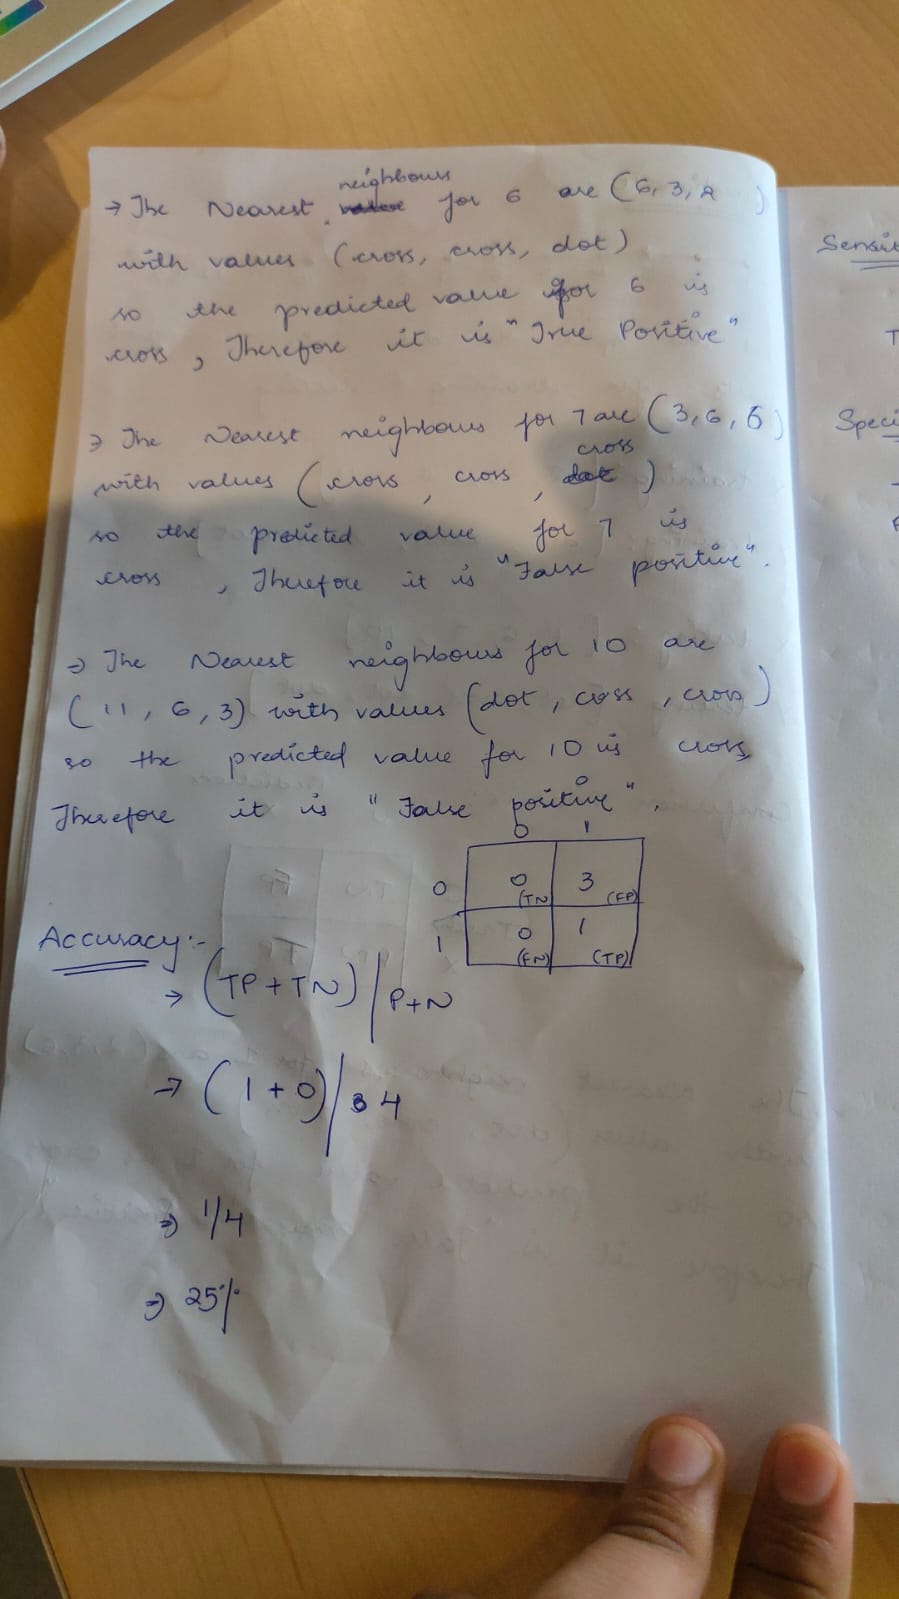 → The Nearest neighbours for 6 are (6, 3, 2 )
with values (cross, cross, dot)
so the predicted value for 6 is
cross, Therefore it is "True Positive"
→ The Nearest neighbours for 7 are (3, 6, 6)
cross
with values (cross, cross, dot)
so the predicted value for 7 is
cross, Therefore it is "False positive".
→ The Nearest neighbours for 10 are
(11, 6, 3) with values (dot, cross, cross)
so the predicted value for 10 is cross,
Therefore it is "False positive".
0 1
0 0 (TN) 3 (FP)
1 0 (FN) 1 (TP)
Accuracy:-
→ (TP + TN) / P+N
→ (1 + 0) / 4
⇒ 1/4
⇒ 25%
Sensit
T
Speci